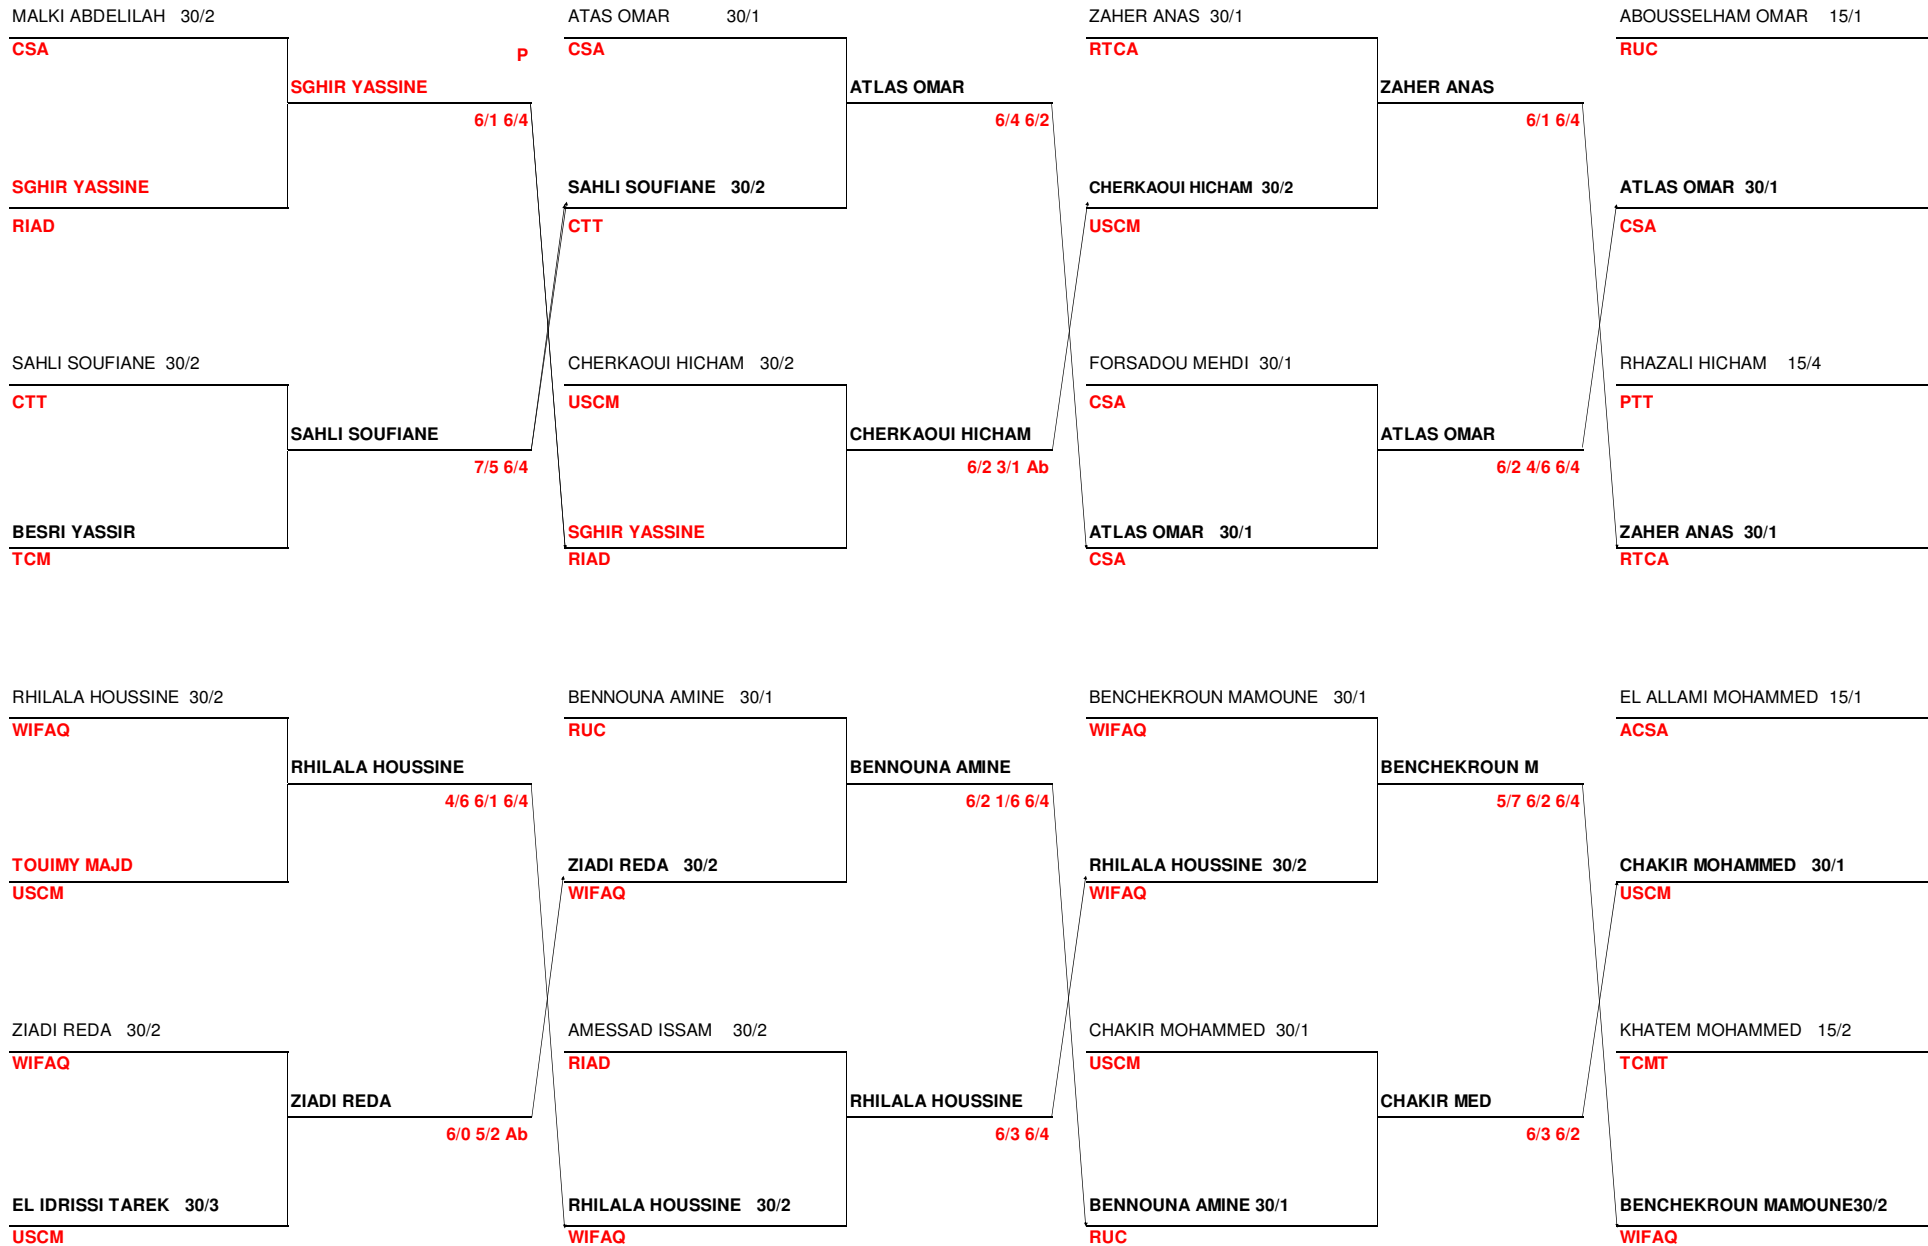 MALKI ABDELILAH 30/2
CSA
P
SGHIR YASSINE
6/1 6/4
SGHIR YASSINE
RIAD
SAHLI SOUFIANE 30/2
CTT
SAHLI SOUFIANE
7/5 6/4
BESRI YASSIR
TCM
ATAS OMAR 30/1
CSA
ATLAS OMAR
6/4 6/2
SAHLI SOUFIANE 30/2
CTT
CHERKAOUI HICHAM 30/2
USCM
CHERKAOUI HICHAM
6/2 3/1 Ab
SGHIR YASSINE
RIAD
ZAHER ANAS 30/1
RTCA
ZAHER ANAS
6/1 6/4
CHERKAOUI HICHAM 30/2
USCM
FORSADOU MEHDI 30/1
CSA
ATLAS OMAR
6/2 4/6 6/4
ATLAS OMAR 30/1
CSA
ABOUSSELHAM OMAR 15/1
RUC
ATLAS OMAR 30/1
CSA
RHAZALI HICHAM 15/4
PTT
ZAHER ANAS 30/1
RTCA
RHILALA HOUSSINE 30/2
WIFAQ
RHILALA HOUSSINE
4/6 6/1 6/4
TOUIMY MAJD
USCM
ZIADI REDA 30/2
WIFAQ
ZIADI REDA
6/0 5/2 Ab
EL IDRISSI TAREK 30/3
USCM
BENNOUNA AMINE 30/1
RUC
BENNOUNA AMINE
6/2 1/6 6/4
ZIADI REDA 30/2
WIFAQ
AMESSAD ISSAM 30/2
RIAD
RHILALA HOUSSINE
6/3 6/4
RHILALA HOUSSINE 30/2
WIFAQ
BENCHEKROUN MAMOUNE 30/1
WIFAQ
BENCHEKROUN M
5/7 6/2 6/4
RHILALA HOUSSINE 30/2
WIFAQ
CHAKIR MOHAMMED 30/1
USCM
CHAKIR MED
6/3 6/2
BENNOUNA AMINE 30/1
RUC
EL ALLAMI MOHAMMED 15/1
ACSA
CHAKIR MOHAMMED 30/1
USCM
KHATEM MOHAMMED 15/2
TCMT
BENCHEKROUN MAMOUNE30/2
WIFAQ